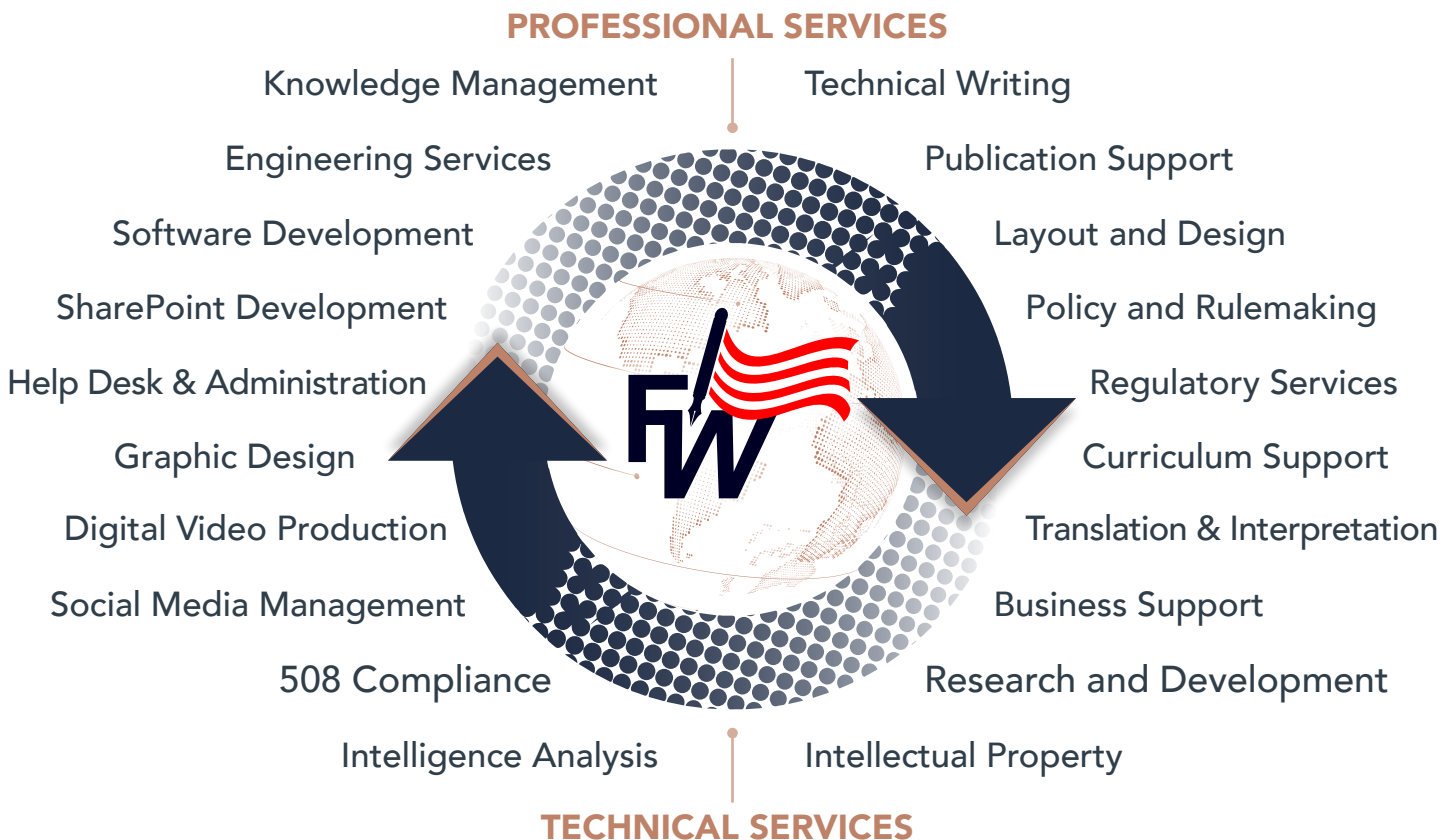 PROFESSIONAL SERVICES
Knowledge Management
Technical Writing
Engineering Services
Publication Support
Software Development
Layout and Design
SharePoint Development
Policy and Rulemaking
Help Desk & Administration
Regulatory Services
Graphic Design
Curriculum Support
Digital Video Production
Translation & Interpretation
Social Media Management
Business Support
508 Compliance
Research and Development
Intelligence Analysis
Intellectual Property
TECHNICAL SERVICES
FW